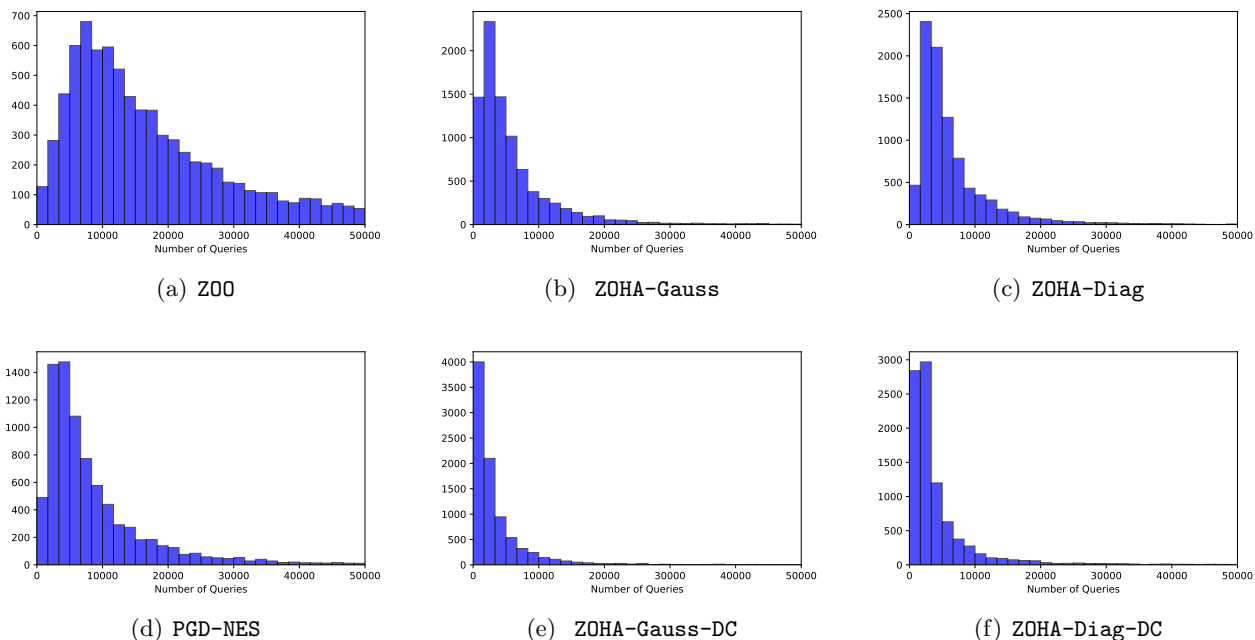 700
600
500
400
300
200
100
0
0 10000 20000 30000 40000 50000
Number of Queries
(a) ZOO
2000
1500
1000
500
0
0 10000 20000 30000 40000 50000
Number of Queries
(b) ZOHA-Gauss
2500
2000
1500
1000
500
0
0 10000 20000 30000 40000 50000
Number of Queries
(c) ZOHA-Diag
1400
1200
1000
800
600
400
200
0
0 10000 20000 30000 40000 50000
Number of Queries
(d) PGD-NES
4000
3500
3000
2500
2000
1500
1000
500
0
0 10000 20000 30000 40000 50000
Number of Queries
(e) ZOHA-Gauss-DC
3000
2500
2000
1500
1000
500
0
0 10000 20000 30000 40000 50000
Number of Queries
(f) ZOHA-Diag-DC